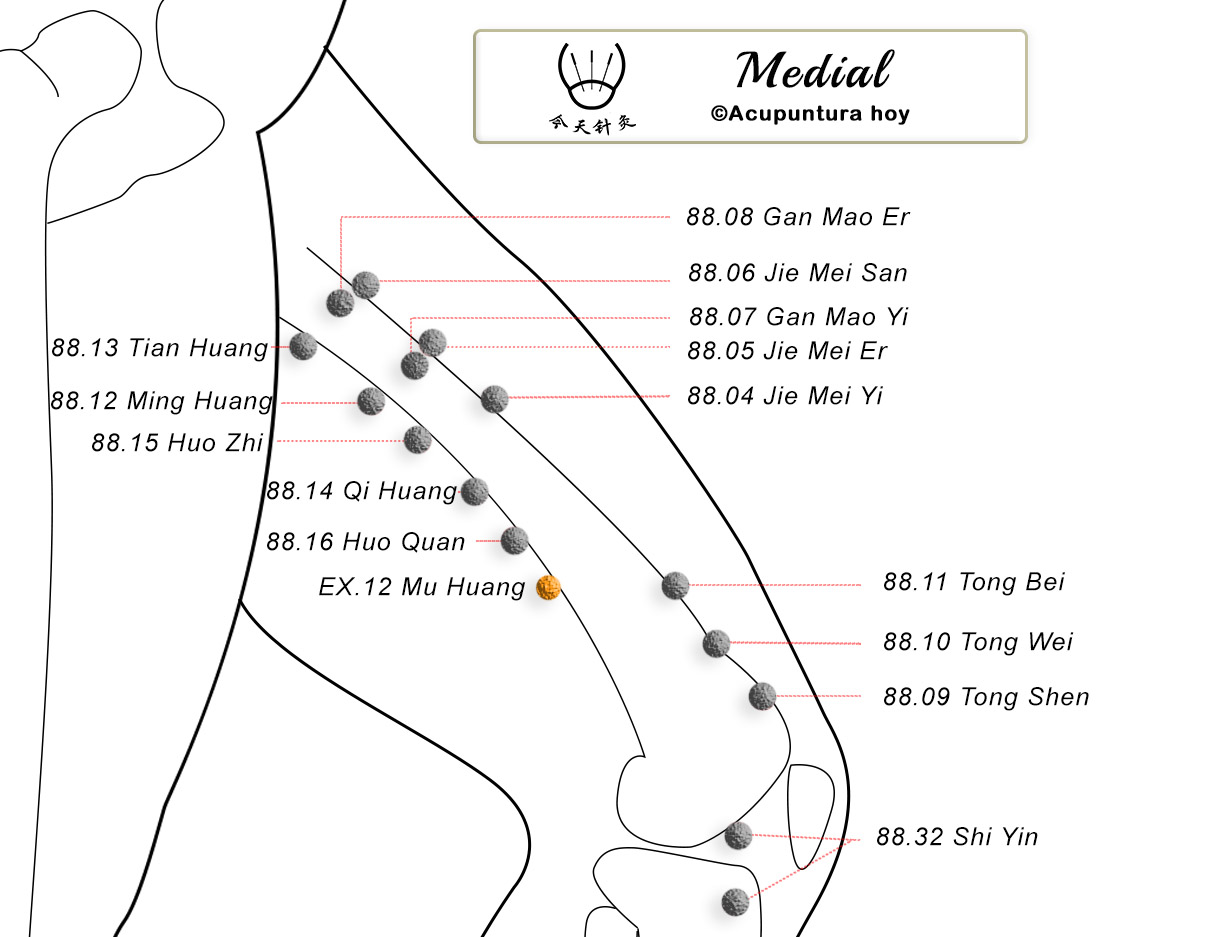 Medial
©Acupuntura hoy
天针灸
88.08 Gan Mao Er
88.06 Jie Mei San
88.07 Gan Mao Yi
88.13 Tian Huang
88.05 Jie Mei Er
88.12 Ming Huang
88.04 Jie Mei Yi
88.15 Huo Zhi
88.14 Qi Huang
88.16 Huo Quan
EX.12 Mu Huang
88.11 Tong Bei
88.10 Tong Wei
88.09 Tong Shen
88.32 Shi Yin